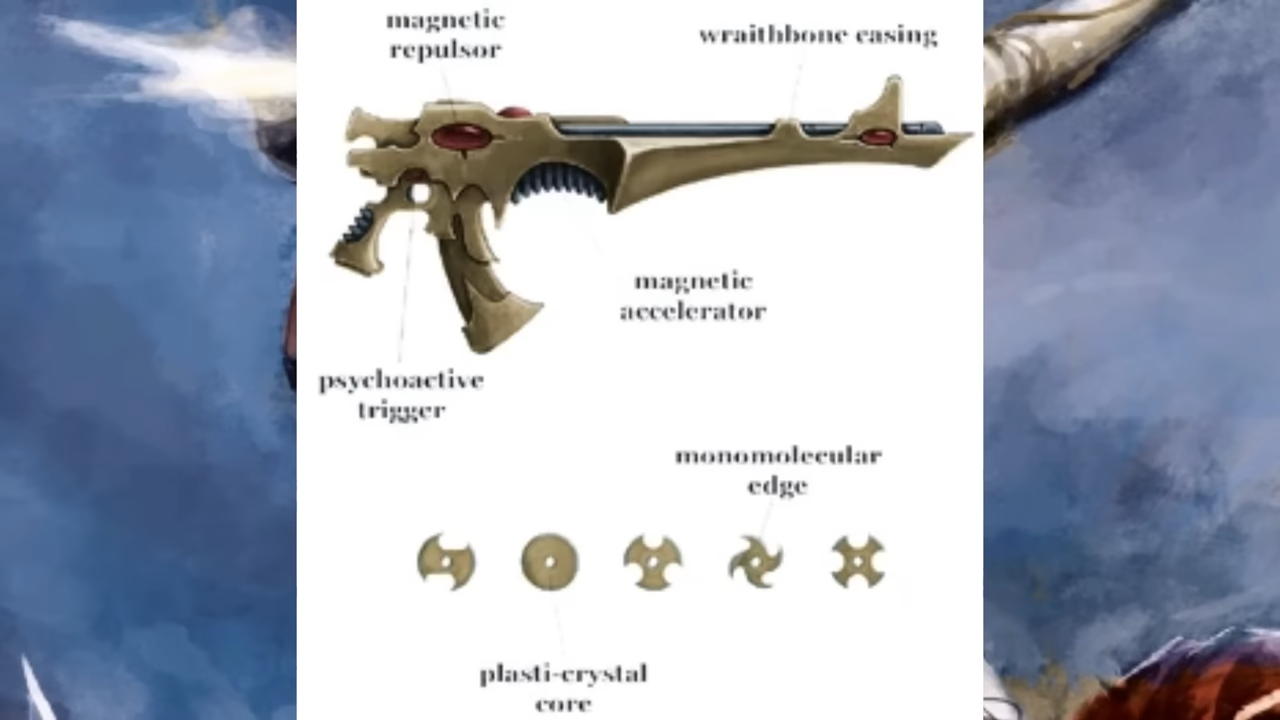 magnetic
repulsor
wraithbone casing
magnetic
accelerator
psychoactive
trigger
monomolecular
edge
plasti-crystal
core